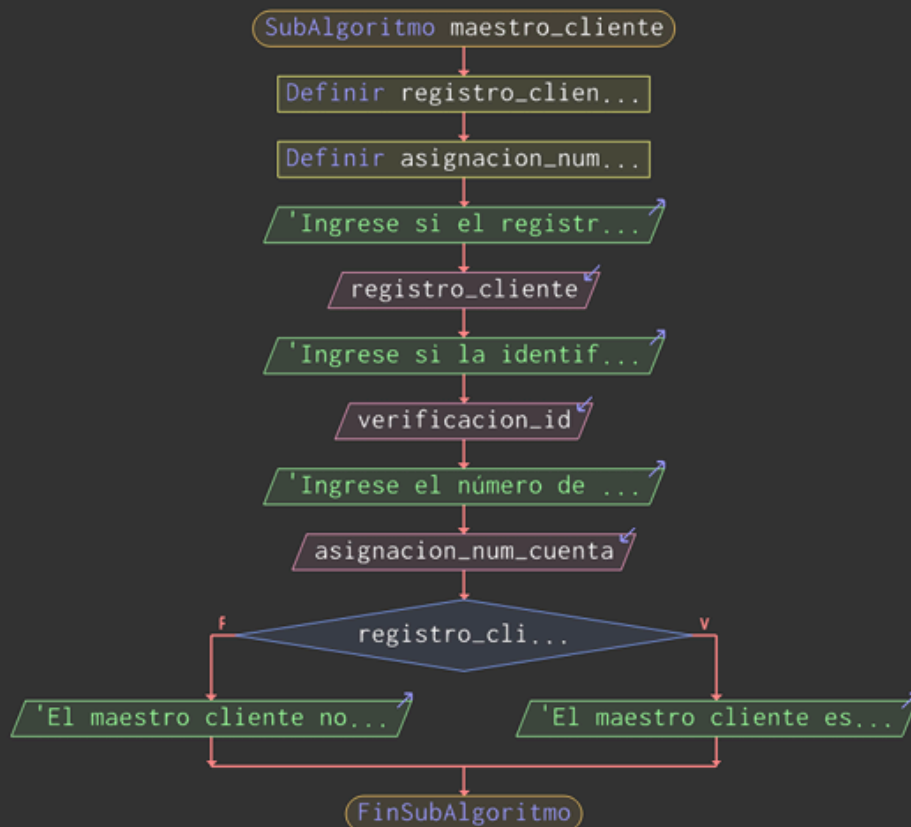 SubAlgoritmo maestro_cliente
Definir registro_clien...
Definir asignacion_num...
'Ingrese si el registr...
registro_cliente
'Ingrese si la identif...
verificacion_id
'Ingrese el número de ...
asignacion_num_cuenta
F
V
registro_cli...
'El maestro cliente no...
'El maestro cliente es...
FinSubAlgoritmo